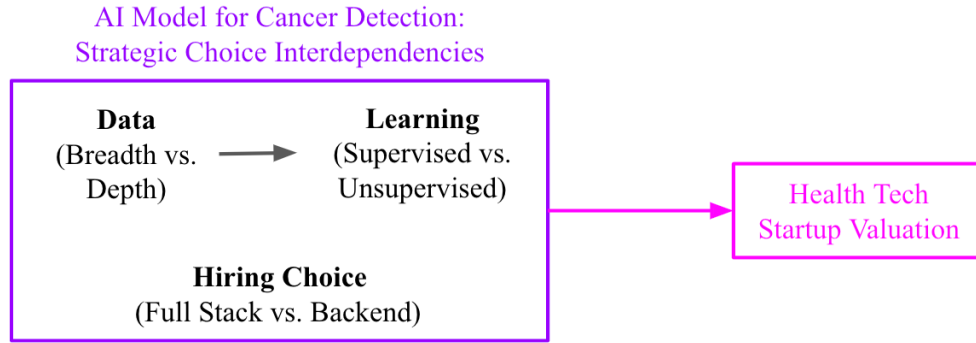 AI Model for Cancer Detection:
Strategic Choice Interdependencies
Data
(Breadth vs.
Depth)
Learning
(Supervised vs.
Unsupervised)
Hiring Choice
(Full Stack vs. Backend)
Health Tech
Startup Valuation